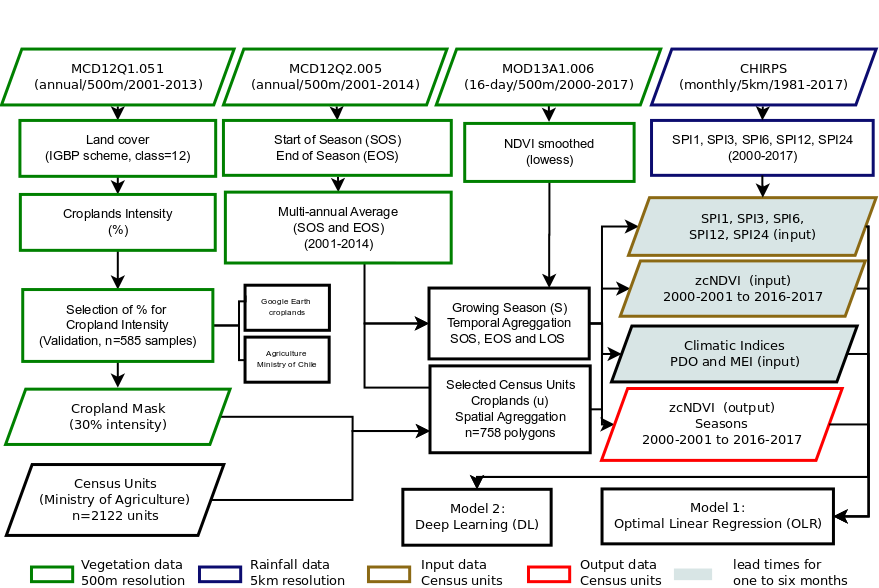 MCD12Q1.051
(annual/500m/2001-2013)
MCD12Q2.005
(annual/500m/2001-2014)
MOD13A1.006
(16-day/500m/2000-2017)
CHIRPS
(monthly/5km/1981-2017)
Land cover
(IGBP scheme, class=12)
Start of Season (SOS)
End of Season (EOS)
NDVI smoothed
(lowess)
SPI1, SPI3, SPI6, SPI12, SPI24
(2000-2017)
Croplands Intensity
(%)
Multi-annual Average
(SOS and EOS)
(2001-2014)
SPI1, SPI3, SPI6,
SPI12, SPI24 (input)
zcNDVI (input)
2000-2001 to 2016-2017
Selection of % for
Cropland Intensity
(Validation, n=585 samples)
Google Earth
croplands
Agriculture
Ministry of Chile
Growing Season (S)
Temporal Agreggation
SOS, EOS and LOS
Climatic Indices
PDO and MEI (input)
Selected Census Units
Croplands (u)
Spatial Agreggation
n=758 polygons
zcNDVI (output)
Seasons
2000-2001 to 2016-2017
Cropland Mask
(30% intensity)
Census Units
(Ministry of Agriculture)
n=2122 units
Model 2:
Deep Learning (DL)
Model 1:
Optimal Linear Regression (OLR)
Vegetation data
500m resolution
Rainfall data
5km resolution
Input data
Census units
Output data
Census units
lead times for
one to six months